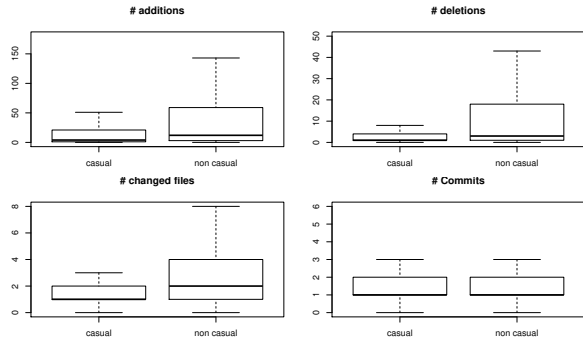 # additions
150
100
50
0
casual
non casual
# deletions
50
40
30
20
10
0
casual
non casual
# changed files
8
6
4
2
0
casual
non casual
# Commits
6
5
4
3
2
1
0
casual
non casual